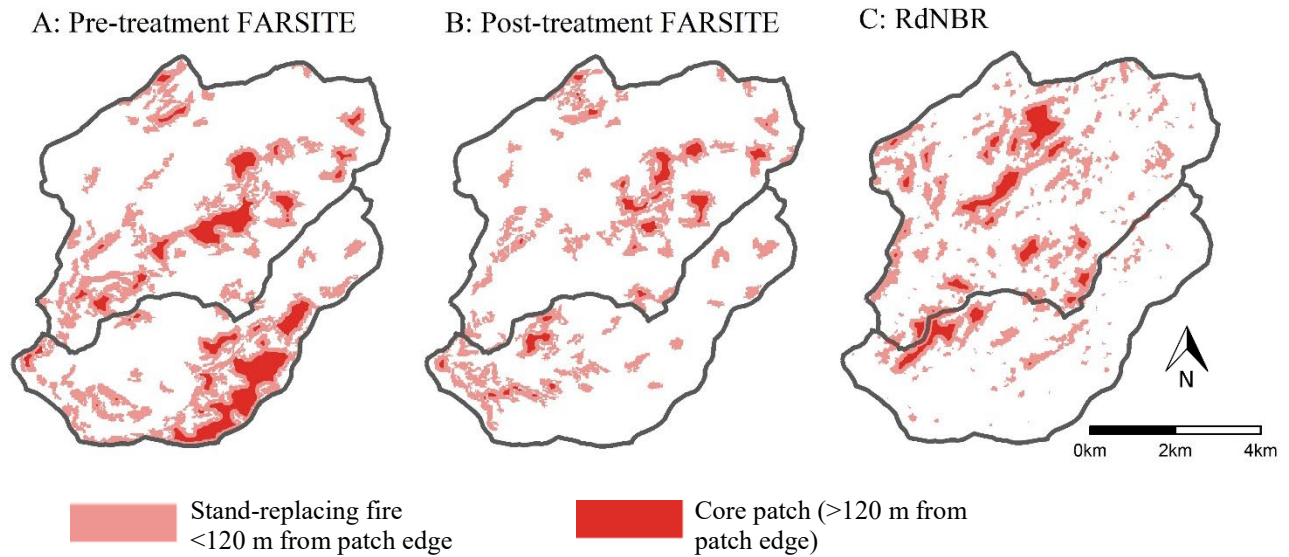 A: Pre-treatment FARSITE
B: Post-treatment FARSITE
C: RdNBR
N
0km 2km 4km
Stand-replacing fire
<120 m from patch edge
Core patch (>120 m from
patch edge)